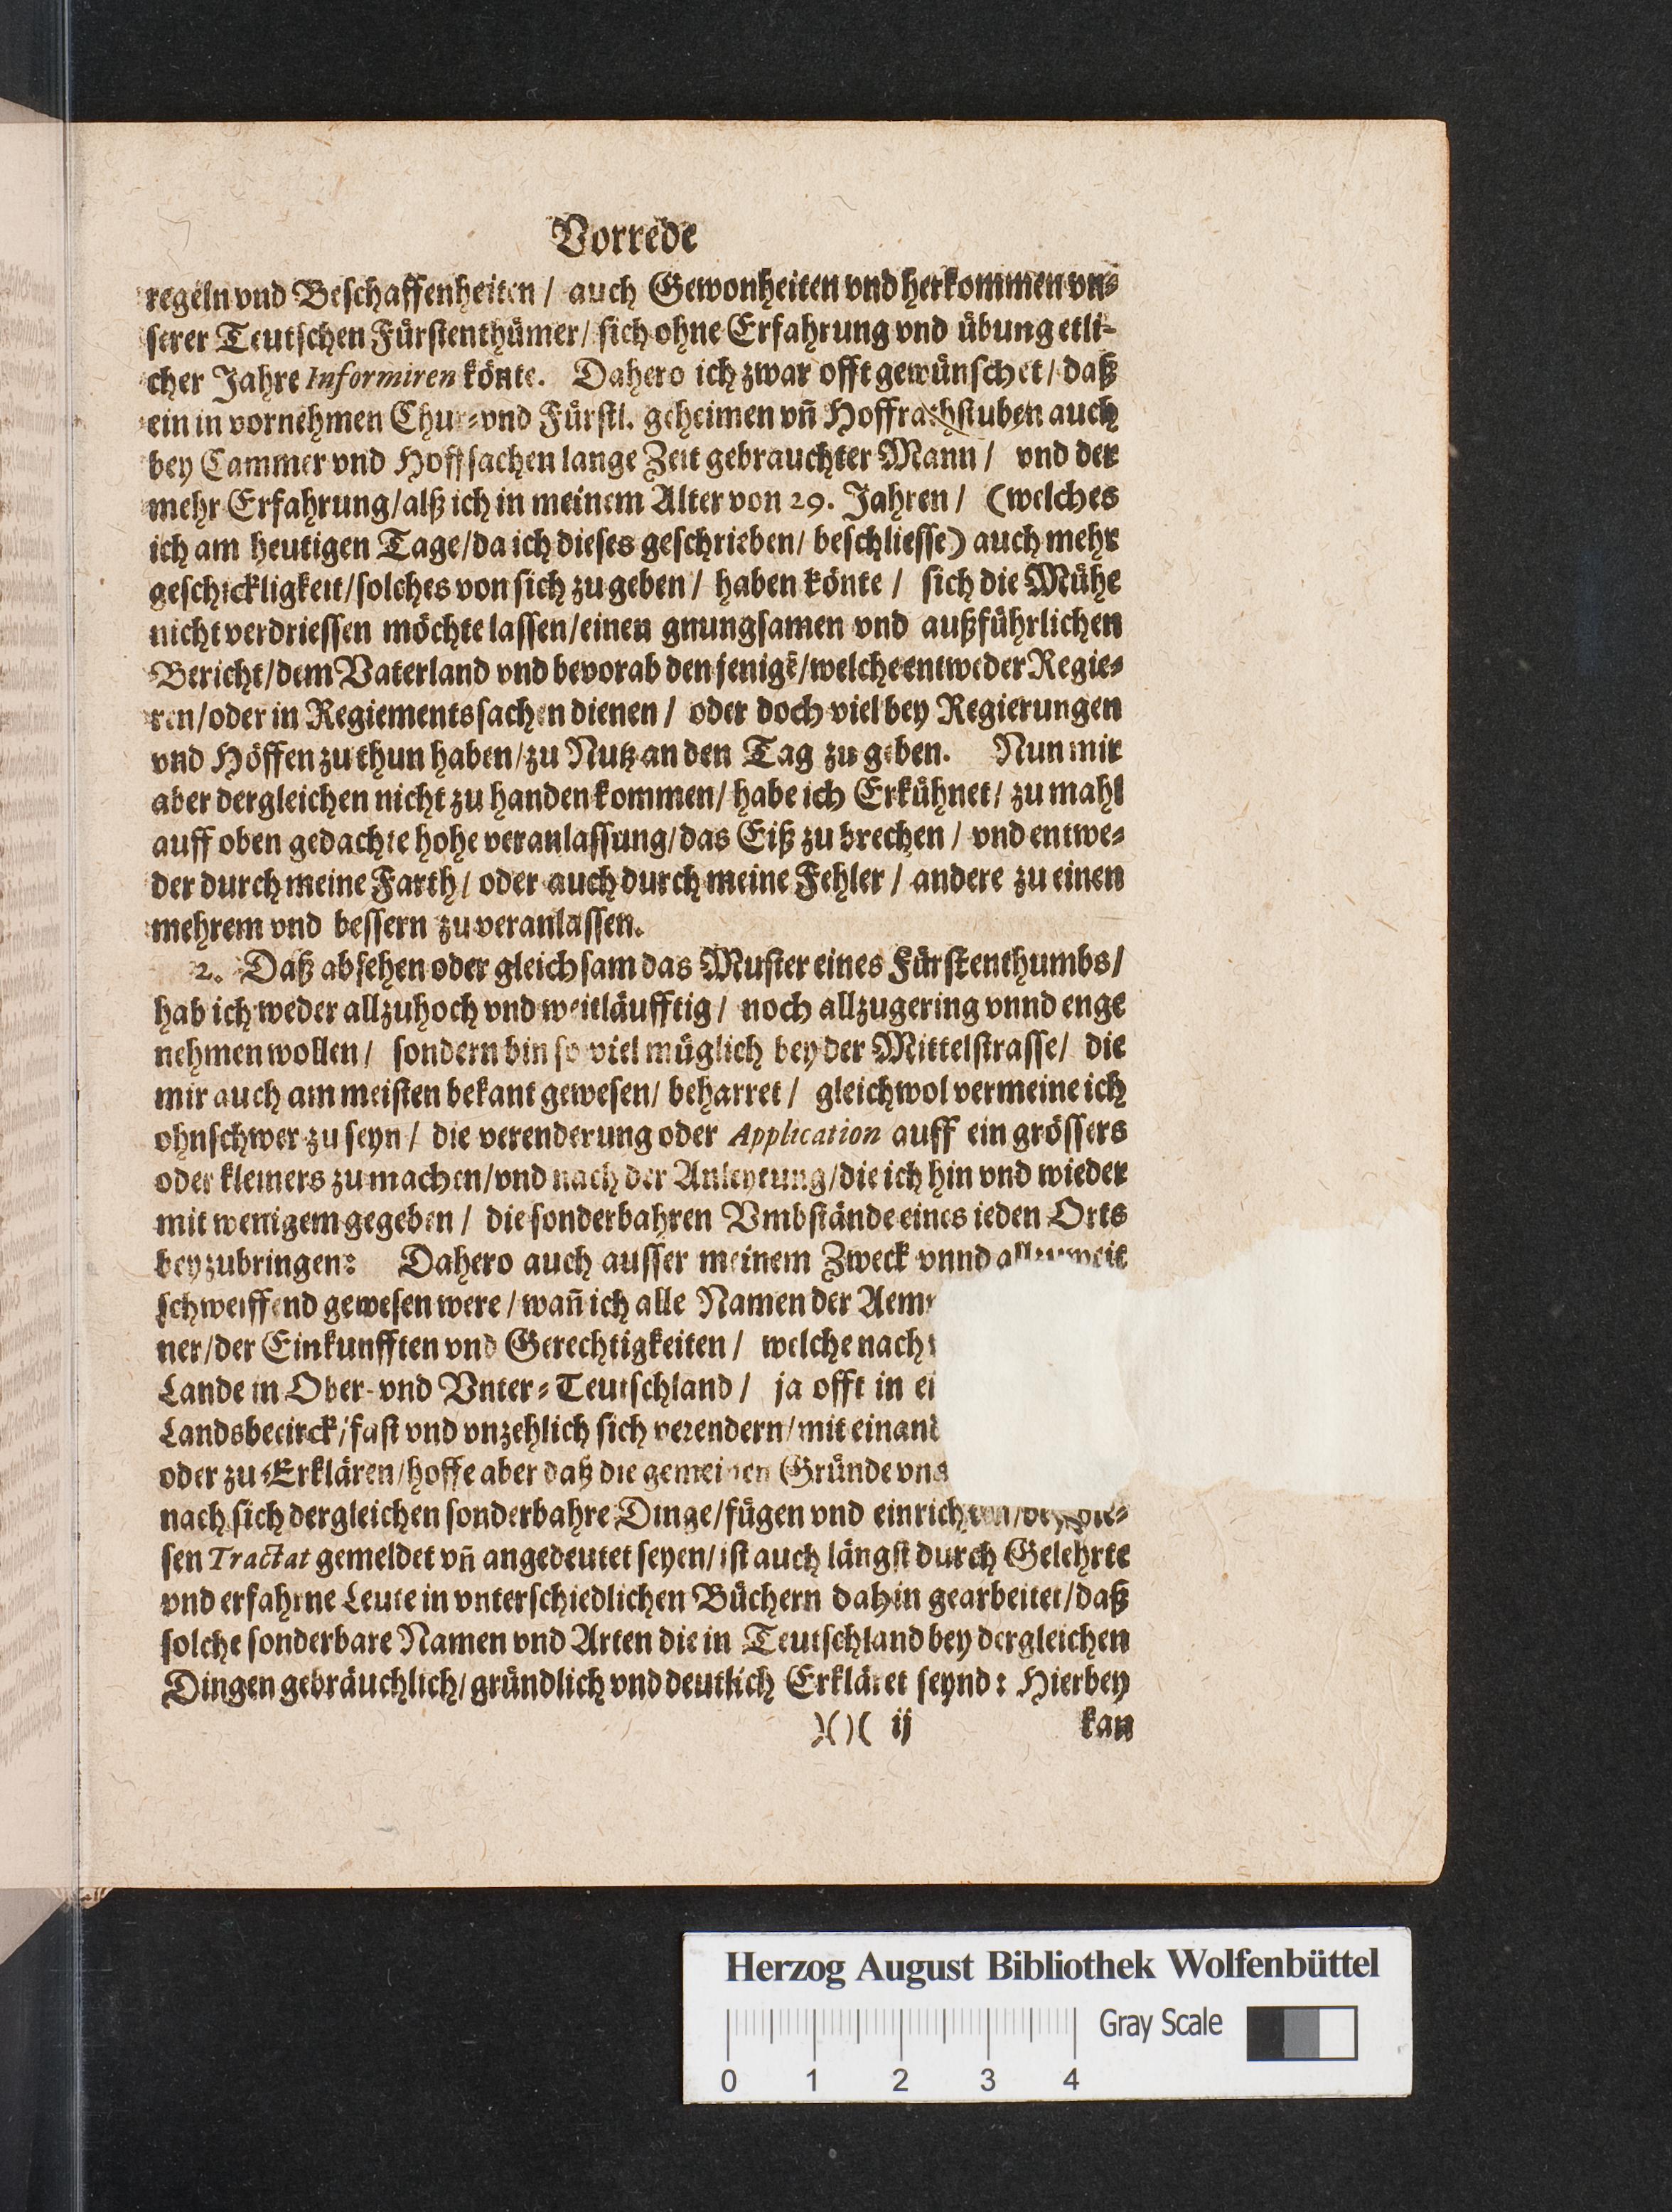 Vorrede
regeln vnd Beschaffenheiten / auch Gewonheiten vnd herkommen vn-
serer Teutschen Fürstenthümer / sich ohne Erfahrung vnd übung etli-
cher Jahre Informiren könte. Dahero ich zwar offt gewünschet / daß
ein in vornehmen Chur-vnd Fürstl. geheimen vñ Hoffrathstuben auch
bey Cammer vnd Hoffsachen lange Zeit gebrauchter Mann / vnd der
mehr Erfahrung/alß ich in meinem Alter von 29. Jahren / (welches
ich am heutigen Tage/da ich dieses geschrieben/ beschliesse) auch mehr
geschickligkeit/solches von sich zu geben / haben könte / sich die Mühe
nicht verdriessen möchte lassen/einen gnungsamen vnd außführlichen
Bericht/dem Vaterland vnd bevorab den jenigē/welche entweder Regie-
ren/oder in Regiementssachen dienen / oder doch viel bey Regierungen
vnd Höffen zu thun haben/zu Nutz an den Tag zu geben. Nun mir
aber dergleichen nicht zu handen kommen/ habe ich Erkühnet/ zu mahl
auff oben gedachte hohe veranlassung/das Eiß zu brechen / vnd entwe-
der durch meine Farth/ oder auch durch meine Fehler / andere zu einen
mehrem vnd bessern zu veranlassen.
2. Daß absehen oder gleichsam das Muster eines Fürstenthumbs/
hab ich weder allzuhoch vnd weitläufftig / noch allzugering vnnd enge
nehmen wollen / sondern bin so viel müglich bey der Mittelstrasse/ die
mir auch am meisten bekant gewesen/ beharret / gleichwol vermeine ich
ohnschwer zu seyn / die verenderung oder Application auff ein grössers
oder kleiners zu machen/vnd nach der Anleytung/die ich hin vnd wieder
mit wenigem gegeben / die sonderbahren Vmbstände eines ieden Orts
beyzubringen: Dahero auch ausser meinem Zweck vnnd allzuweit
schweiffend gewesen were / wañ ich alle Namen der
ner/der Einkunfften vnd Gerechtigkeiten / welche nach
Lande in Ober-vnd Vnter-Teutschland / ja offt in
Landsbecirck/fast vnd vnzehlich sich verendern/mit
oder zu Erklären/hoffe aber daß die gemeinen Gründe
nach sich dergleichen sonderbahre Dinge/fügen vnd einrichten
sen Tractat gemeldet vñ angedeutet seyen/ist auch längst durch Gelehrte
vnd erfahrne Leute in vnterschiedlichen Büchern dahin gearbeitet/daß
solche sonderbare Namen vnd Arten die in Teutschland bey dergleichen
Dingen gebräuchlich/gründlich vnd deutlich Erkläret seynd: Hierbey
)( )( ij kan
Herzog August Bibliothek Wolfenbüttel
Gray Scale
0 1 2 3 4